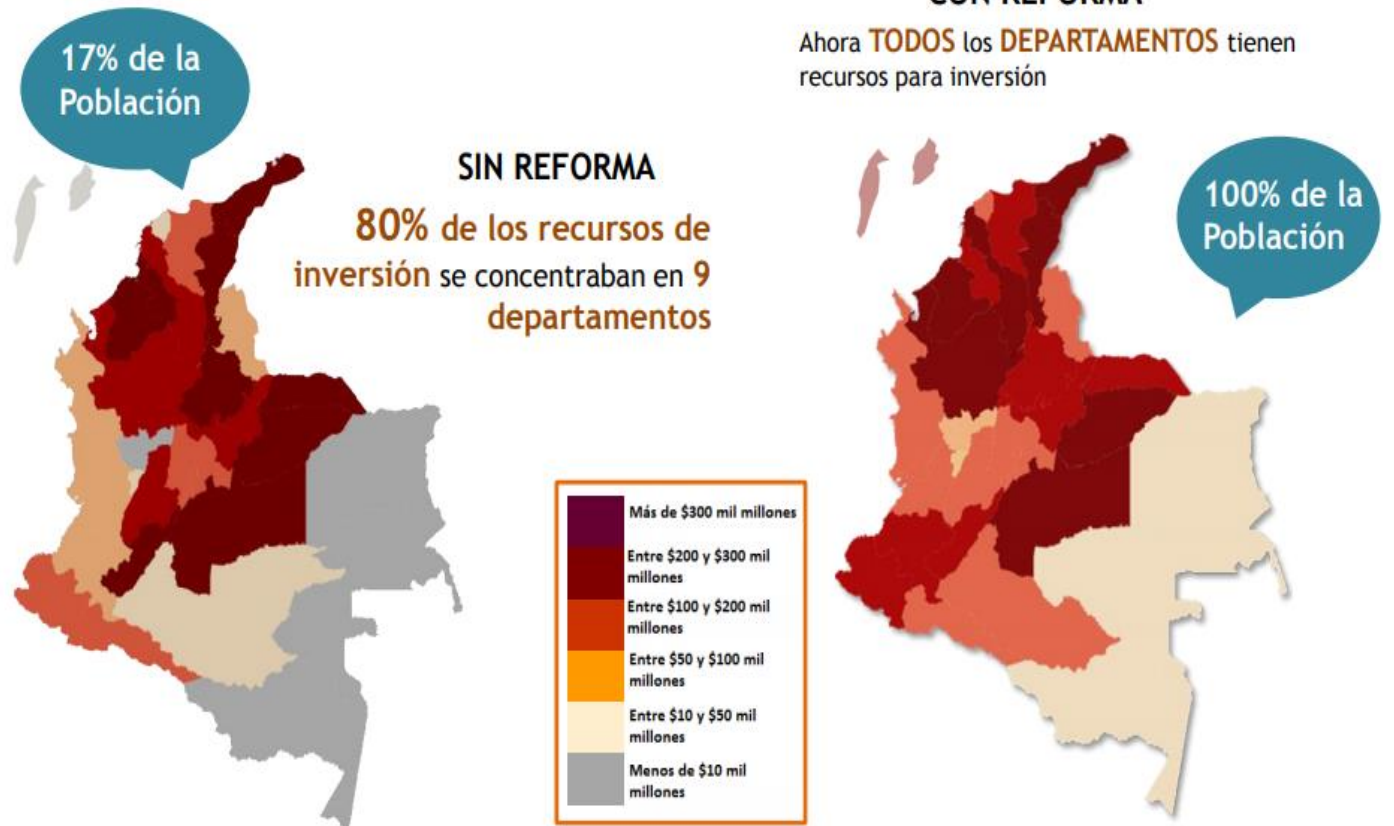 17% de la
Población
SIN REFORMA
80% de los recursos de
inversión se concentraban en 9
departamentos
CON REFORMA
Ahora TODOS los DEPARTAMENTOS tienen
recursos para inversión
100% de la
Población
Más de $300 mil millones
Entre $200 y $300 mil
millones
Entre $100 y $200 mil
millones
Entre $50 y $100 mil
millones
Entre $10 y $50 mil
millones
Menos de $10 mil
millones